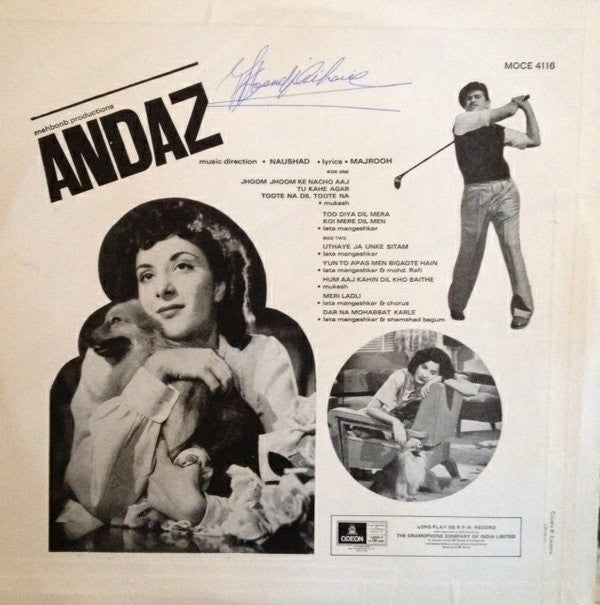 MOCE 4116
mehboob productions
ANDAZ
music direction • NAUSHAD • lyrics • MAJROOH
SIDE ONE
JHOOM JHOOM KE NACHO AAJ
TU KAHE AGAR
TOOTE NA DIL TOOTE NA
• mukesh
TOD DIYA DIL MERA
KOI MERE DIL MEN
• lata mangeshkar
SIDE TWO
UTHAYE JA UNKE SITAM
• lata mangeshkar
YUN TO APAS MEN BIGADTE HAIN
• lata mangeshkar & mohd. Rafi
HUM AAJ KAHIN DIL KHO BAITHE
• mukesh
MERI LADLI
• lata mangeshkar & chorus
DAR NA MOHABBAT KARLE
• lata mangeshkar & shamshad begum
ODEON
LONG PLAY 33⅓ R.P.M. RECORD
THE GRAMOPHONE COMPANY OF INDIA LIMITED